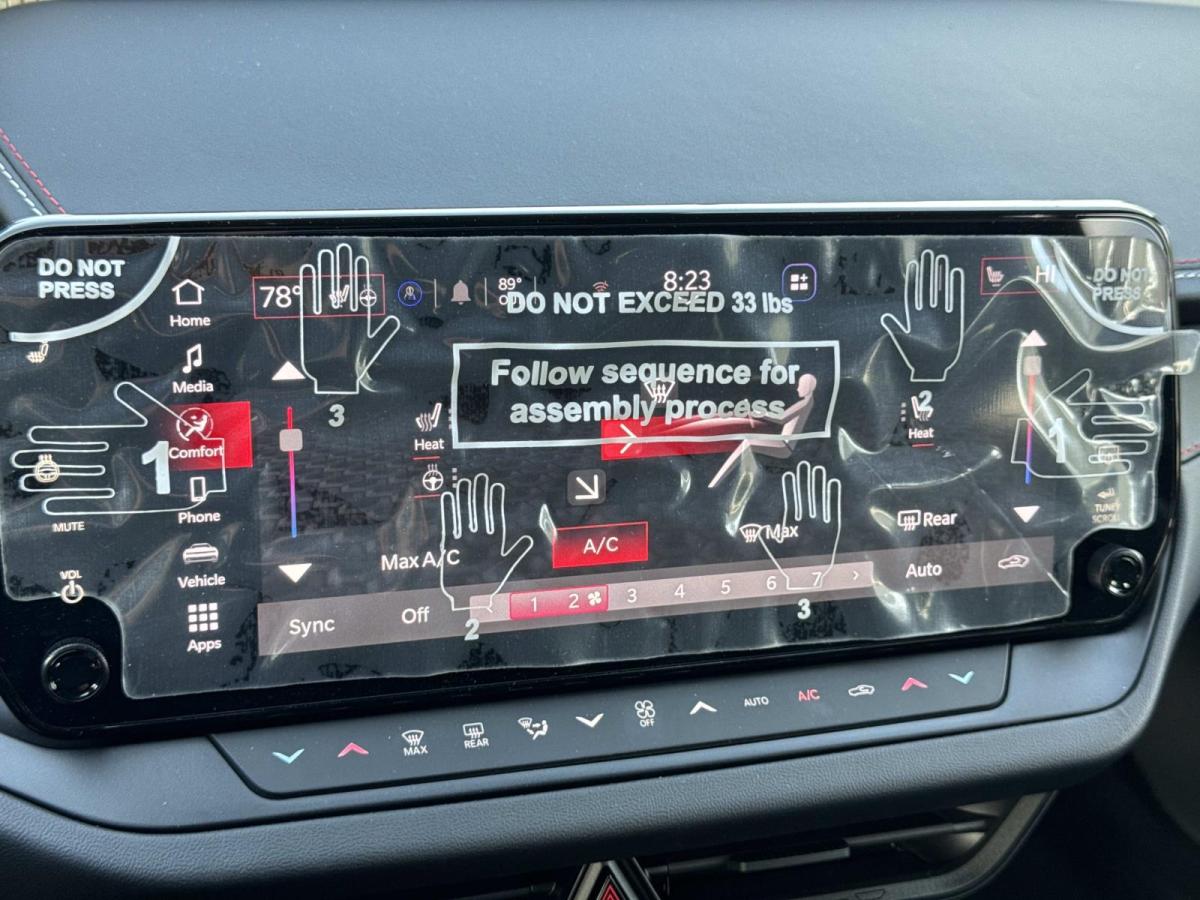 DO NOT
PRESS
78°
89°
8:23
HI
DO NOT
PRESS
DO NOT EXCEED 33 lbs
Home
Media
Follow sequence for
assembly process
3
2
Heat
Heat
1
Comfort
1
MUTE
Phone
TUNE/
SCROLL
VOL
Vehicle
Max A/C
A/C
Max
Rear
Apps
Sync
Off
1 2 3 4 5 6 7
Auto
2
3
MAX
REAR
OFF
AUTO
A/C